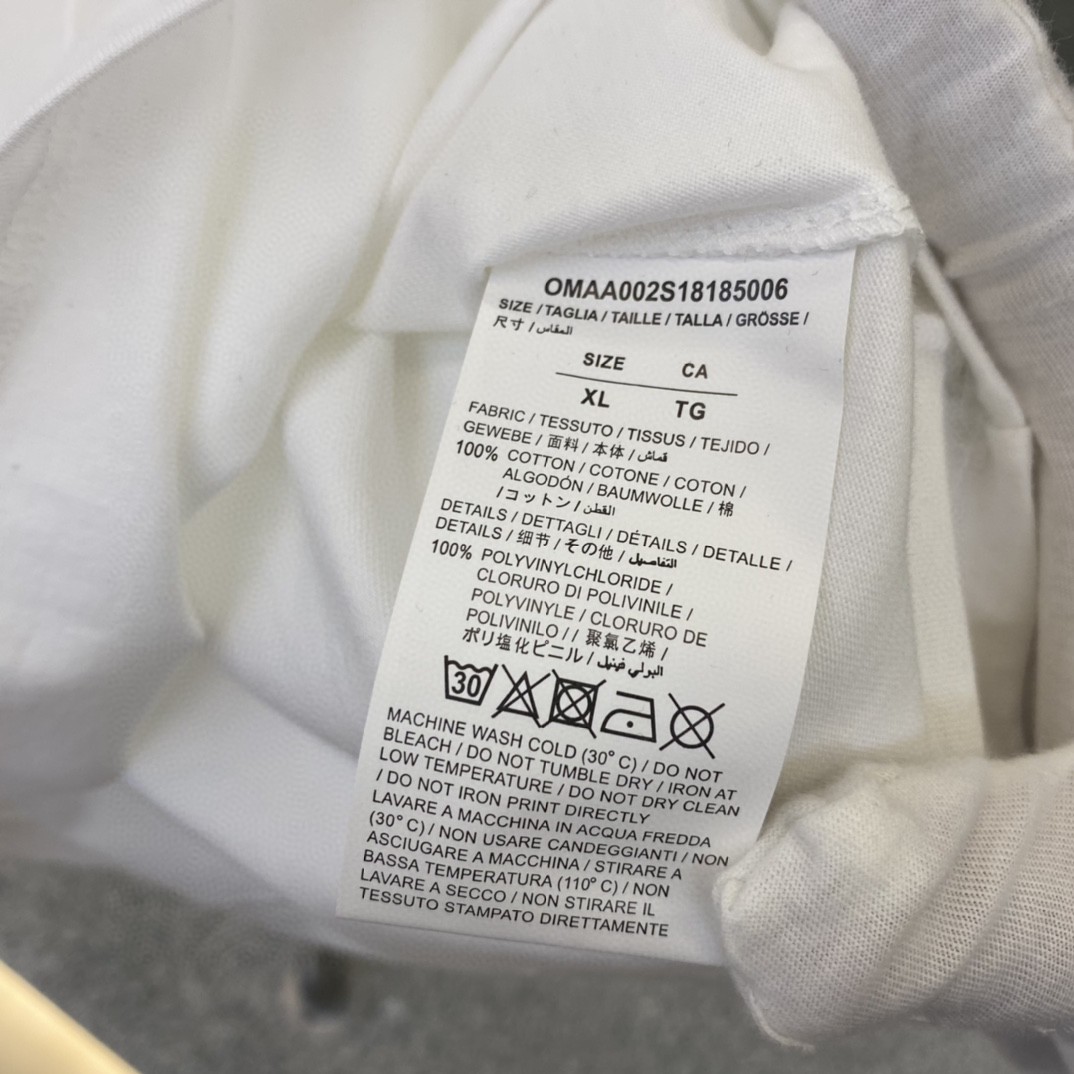 OMAA002S18185006
SIZE / TAGLIA / TAILLE / TALLA / GRÖSSE /
尺寸 / المقاس
SIZE CA
XL TG
FABRIC / TESSUTO / TISSUS / TEJIDO /
GEWEBE / 面料 / 本体 / قماش
100% COTTON / COTONE / COTON /
ALGODÓN / BAUMWOLLE / 棉
/ コットン / القطن
DETAILS / DETTAGLI / DÉTAILS / DETALLE /
DETAILS / 细节 / その他 / التفاصيل
100% POLYVINYLCHLORIDE /
CLORURO DI POLIVINILE /
POLYVINYLE / CLORURO DE
POLIVINILO / / 聚氯乙烯 /
ポリ塩化ビニル / البولي فينيل
30
MACHINE WASH COLD (30° C) / DO NOT
BLEACH / DO NOT TUMBLE DRY / IRON AT
LOW TEMPERATURE / DO NOT DRY CLEAN
/ DO NOT IRON PRINT DIRECTLY
LAVARE A MACCHINA IN ACQUA FREDDA
(30° C) / NON USARE CANDEGGIANTI / NON
ASCIUGARE A MACCHINA / STIRARE A
BASSA TEMPERATURA (110° C) / NON
LAVARE A SECCO / NON STIRARE IL
TESSUTO STAMPATO DIRETTAMENTE